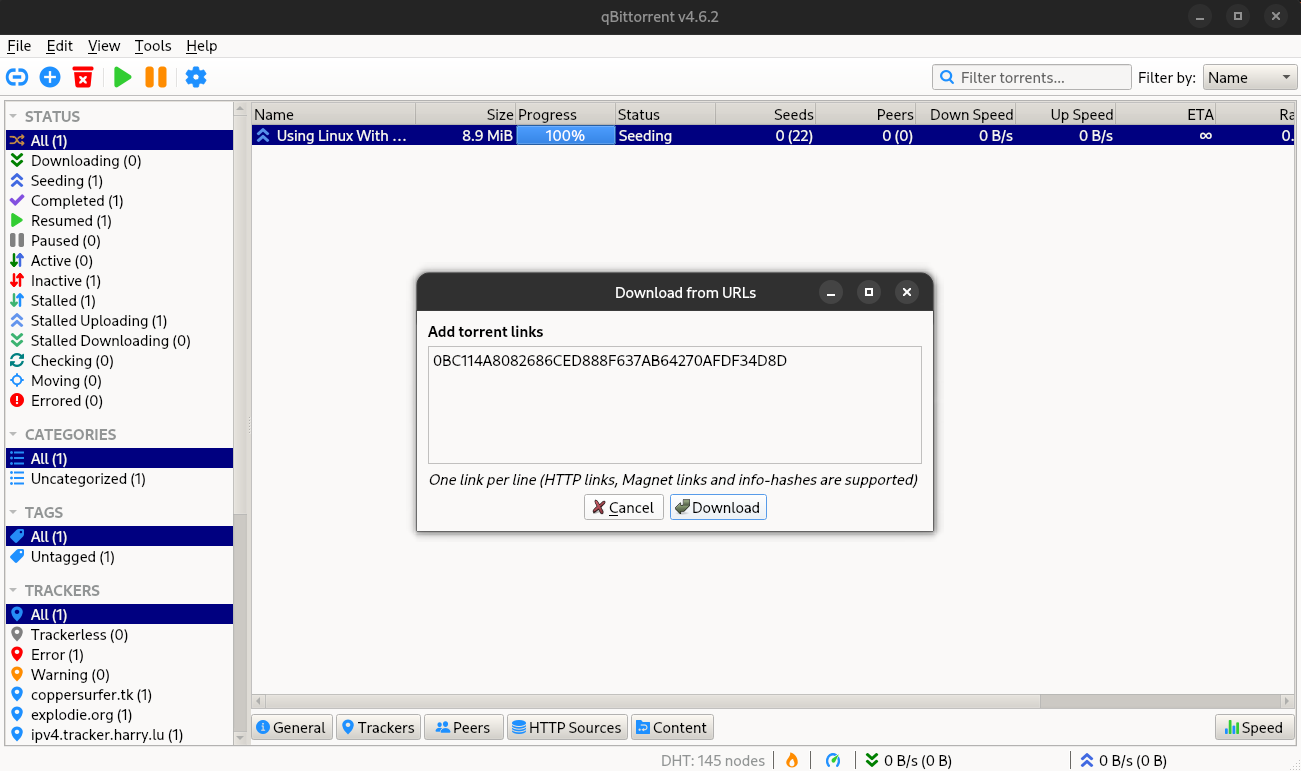 qBittorrent v4.6.2
File Edit View Tools Help
Filter torrents... Filter by: Name
STATUS
All (1)
Downloading (0)
Seeding (1)
Completed (1)
Resumed (1)
Paused (0)
Active (0)
Inactive (1)
Stalled (1)
Stalled Uploading (1)
Stalled Downloading (0)
Checking (0)
Moving (0)
Errored (0)
CATEGORIES
All (1)
Uncategorized (1)
TAGS
All (1)
Untagged (1)
TRACKERS
All (1)
Trackerless (0)
Error (1)
Warning (0)
coppersurfer.tk (1)
explodie.org (1)
ipv4.tracker.harry.lu (1)
Name Size Progress Status Seeds Peers Down Speed Up Speed ETA Ra
Using Linux With ... 8.9 MiB 100% Seeding 0 (22) 0 (0) 0 B/s 0 B/s ∞ 0.
Download from URLs
Add torrent links
0BC114A8082686CED888F637AB64270AFDF34D8D
One link per line (HTTP links, Magnet links and info-hashes are supported)
Cancel Download
General Trackers Peers HTTP Sources Content Speed
DHT: 145 nodes 0 B/s (0 B) 0 B/s (0 B)